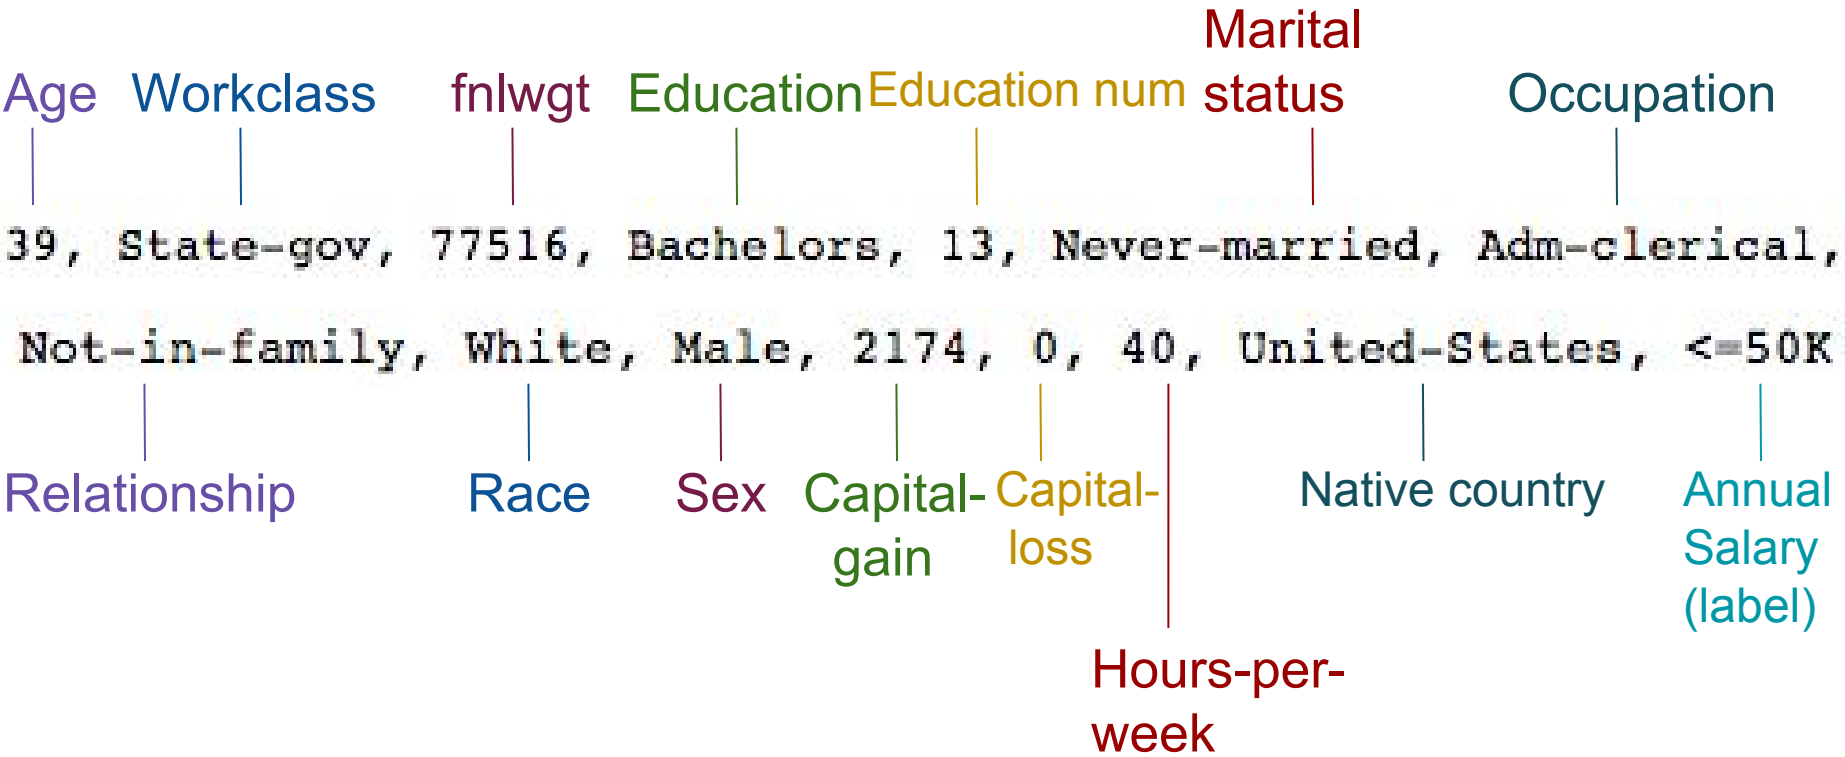 Age Workclass fnlwgt Education Education num Marital status Occupation
39, State-gov, 77516, Bachelors, 13, Never-married, Adm-clerical,
Not-in-family, White, Male, 2174, 0, 40, United-States, <=50K
Relationship Race Sex Capital-gain Capital-loss Native country Annual Salary (label)
Hours-per-week